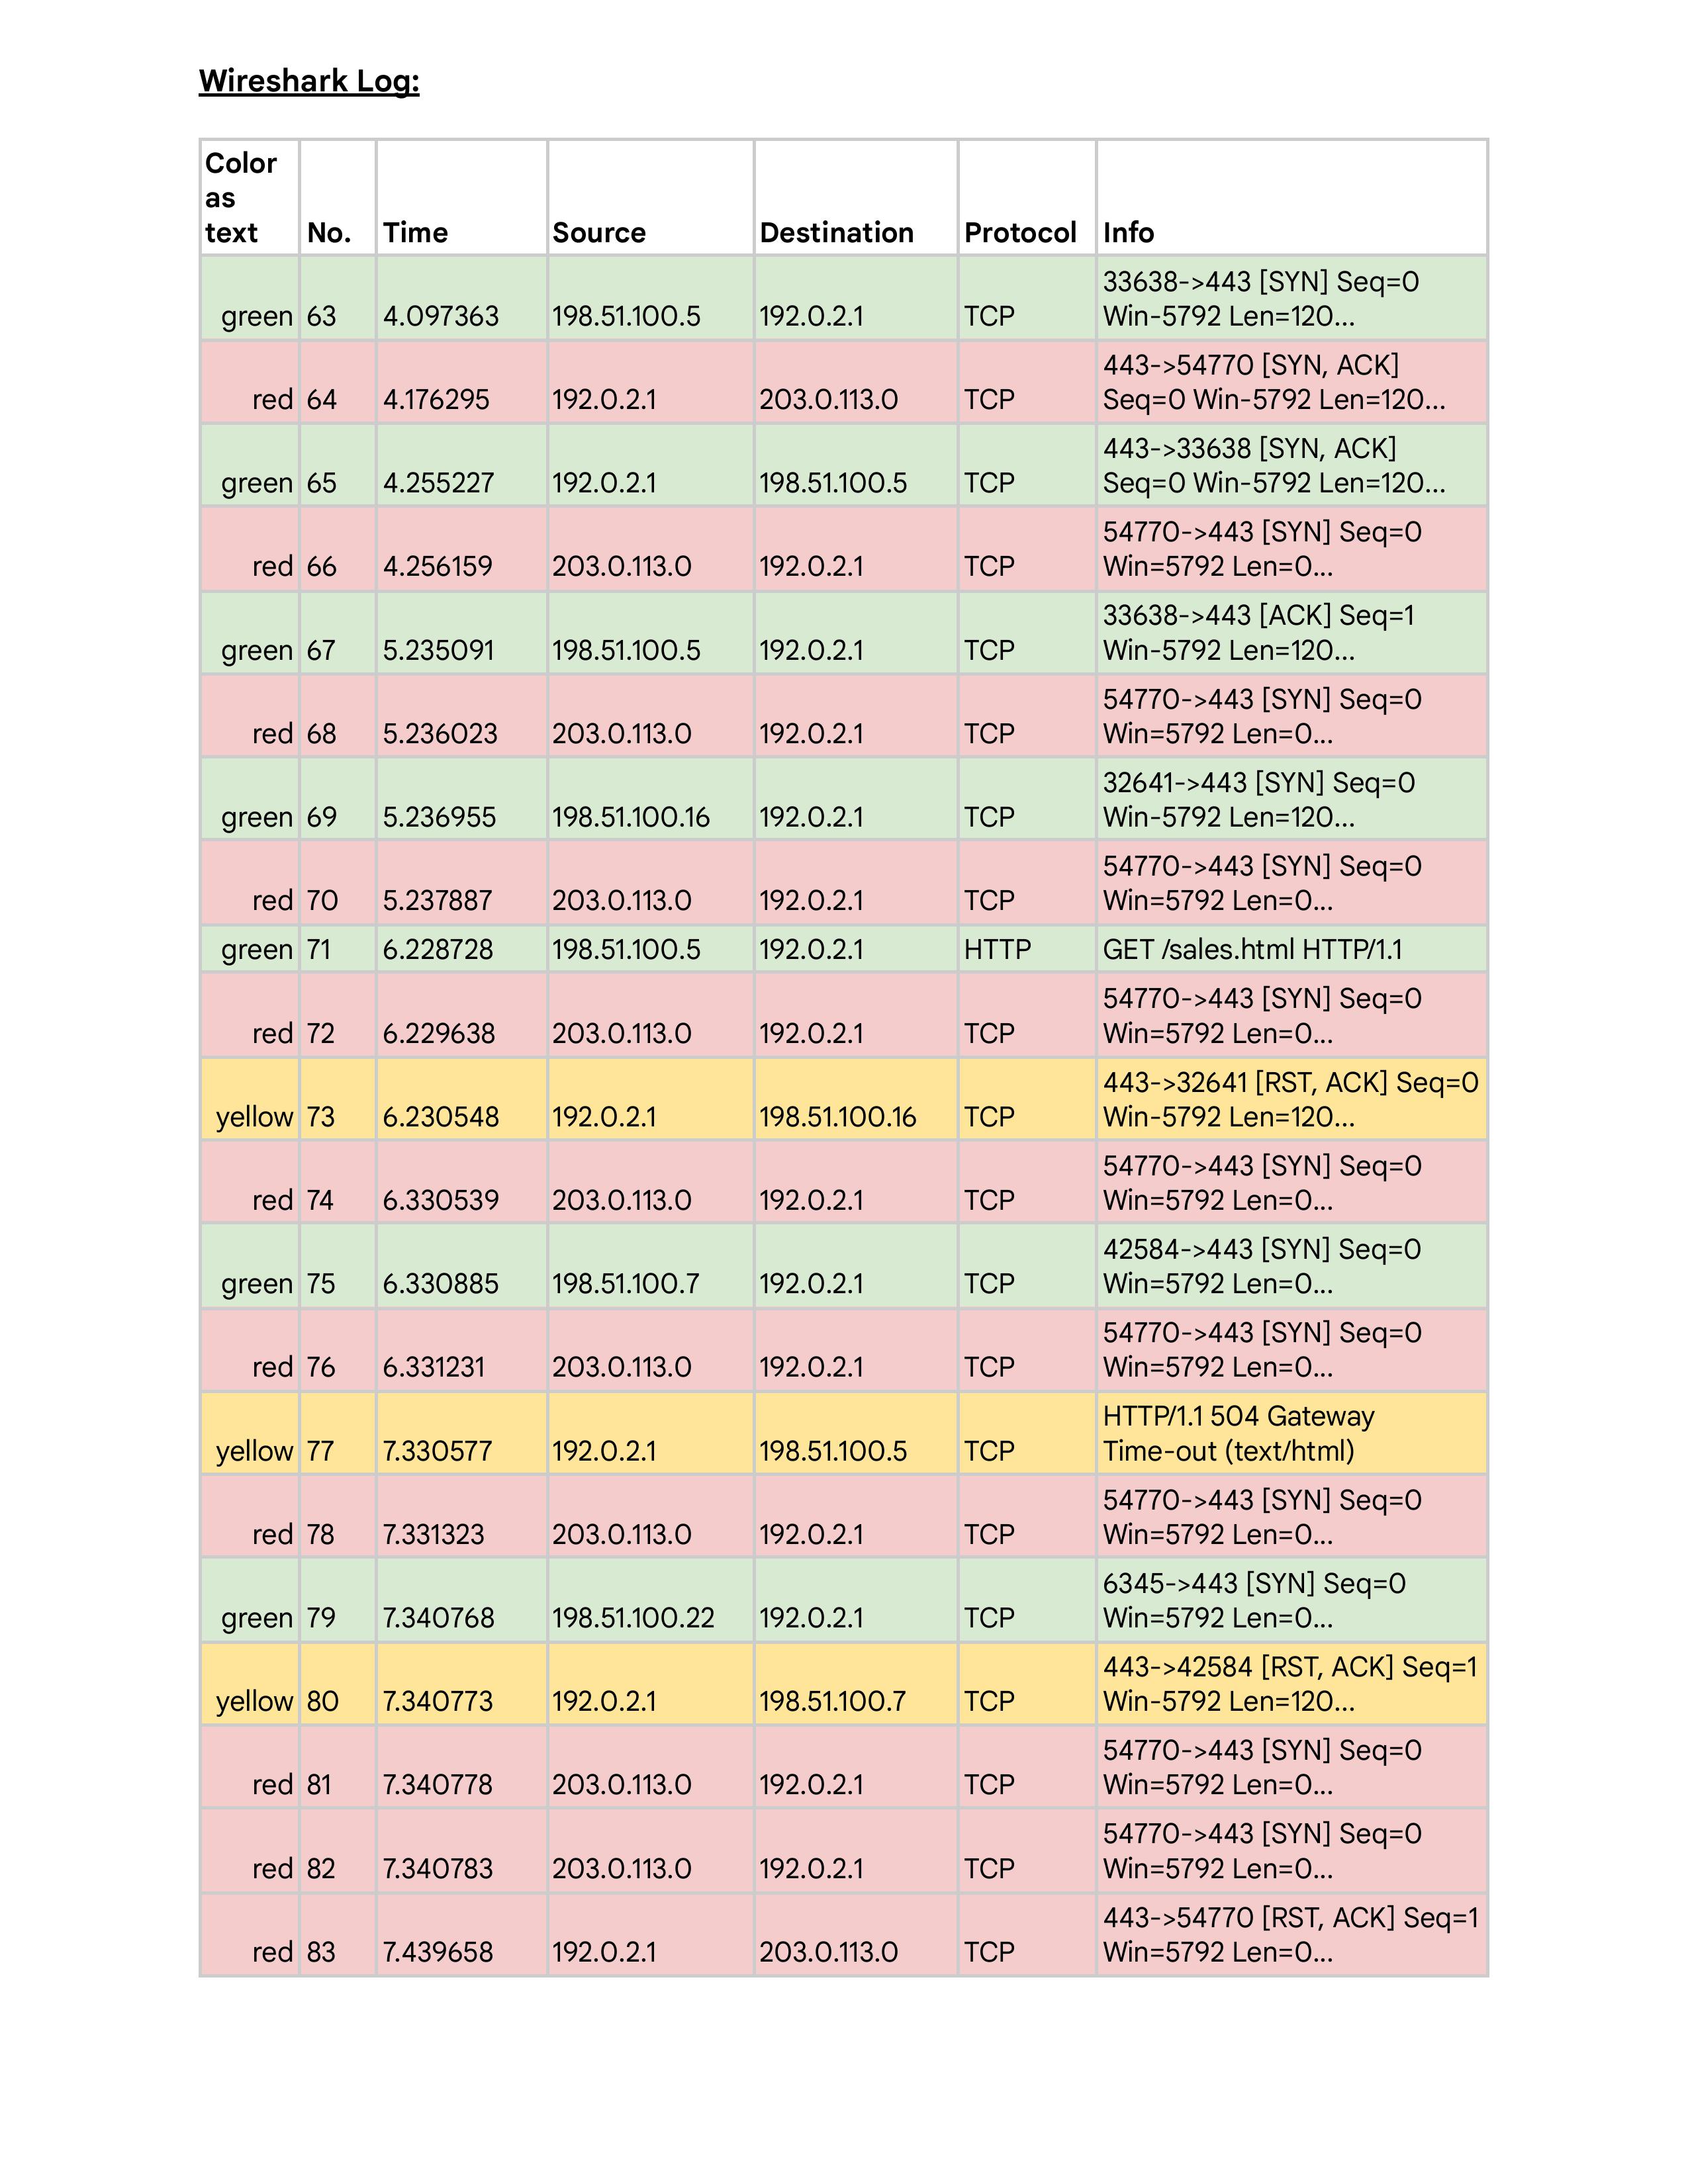 Wireshark Log:
Color as text No. Time Source Destination Protocol Info
green 63 4.097363 198.51.100.5 192.0.2.1 TCP 33638->443 [SYN] Seq=0 Win-5792 Len=120...
red 64 4.176295 192.0.2.1 203.0.113.0 TCP 443->54770 [SYN, ACK] Seq=0 Win-5792 Len=120...
green 65 4.255227 192.0.2.1 198.51.100.5 TCP 443->33638 [SYN, ACK] Seq=0 Win-5792 Len=120...
red 66 4.256159 203.0.113.0 192.0.2.1 TCP 54770->443 [SYN] Seq=0 Win=5792 Len=0...
green 67 5.235091 198.51.100.5 192.0.2.1 TCP 33638->443 [ACK] Seq=1 Win-5792 Len=120...
red 68 5.236023 203.0.113.0 192.0.2.1 TCP 54770->443 [SYN] Seq=0 Win=5792 Len=0...
green 69 5.236955 198.51.100.16 192.0.2.1 TCP 32641->443 [SYN] Seq=0 Win-5792 Len=120...
red 70 5.237887 203.0.113.0 192.0.2.1 TCP 54770->443 [SYN] Seq=0 Win=5792 Len=0...
green 71 6.228728 198.51.100.5 192.0.2.1 HTTP GET /sales.html HTTP/1.1
red 72 6.229638 203.0.113.0 192.0.2.1 TCP 54770->443 [SYN] Seq=0 Win=5792 Len=0...
yellow 73 6.230548 192.0.2.1 198.51.100.16 TCP 443->32641 [RST, ACK] Seq=0 Win-5792 Len=120...
red 74 6.330539 203.0.113.0 192.0.2.1 TCP 54770->443 [SYN] Seq=0 Win=5792 Len=0...
green 75 6.330885 198.51.100.7 192.0.2.1 TCP 42584->443 [SYN] Seq=0 Win=5792 Len=0...
red 76 6.331231 203.0.113.0 192.0.2.1 TCP 54770->443 [SYN] Seq=0 Win=5792 Len=0...
yellow 77 7.330577 192.0.2.1 198.51.100.5 TCP HTTP/1.1 504 Gateway Time-out (text/html)
red 78 7.331323 203.0.113.0 192.0.2.1 TCP 54770->443 [SYN] Seq=0 Win=5792 Len=0...
green 79 7.340768 198.51.100.22 192.0.2.1 TCP 6345->443 [SYN] Seq=0 Win=5792 Len=0...
yellow 80 7.340773 192.0.2.1 198.51.100.7 TCP 443->42584 [RST, ACK] Seq=1 Win-5792 Len=120...
red 81 7.340778 203.0.113.0 192.0.2.1 TCP 54770->443 [SYN] Seq=0 Win=5792 Len=0...
red 82 7.340783 203.0.113.0 192.0.2.1 TCP 54770->443 [SYN] Seq=0 Win=5792 Len=0...
red 83 7.439658 192.0.2.1 203.0.113.0 TCP 443->54770 [RST, ACK] Seq=1 Win=5792 Len=0...